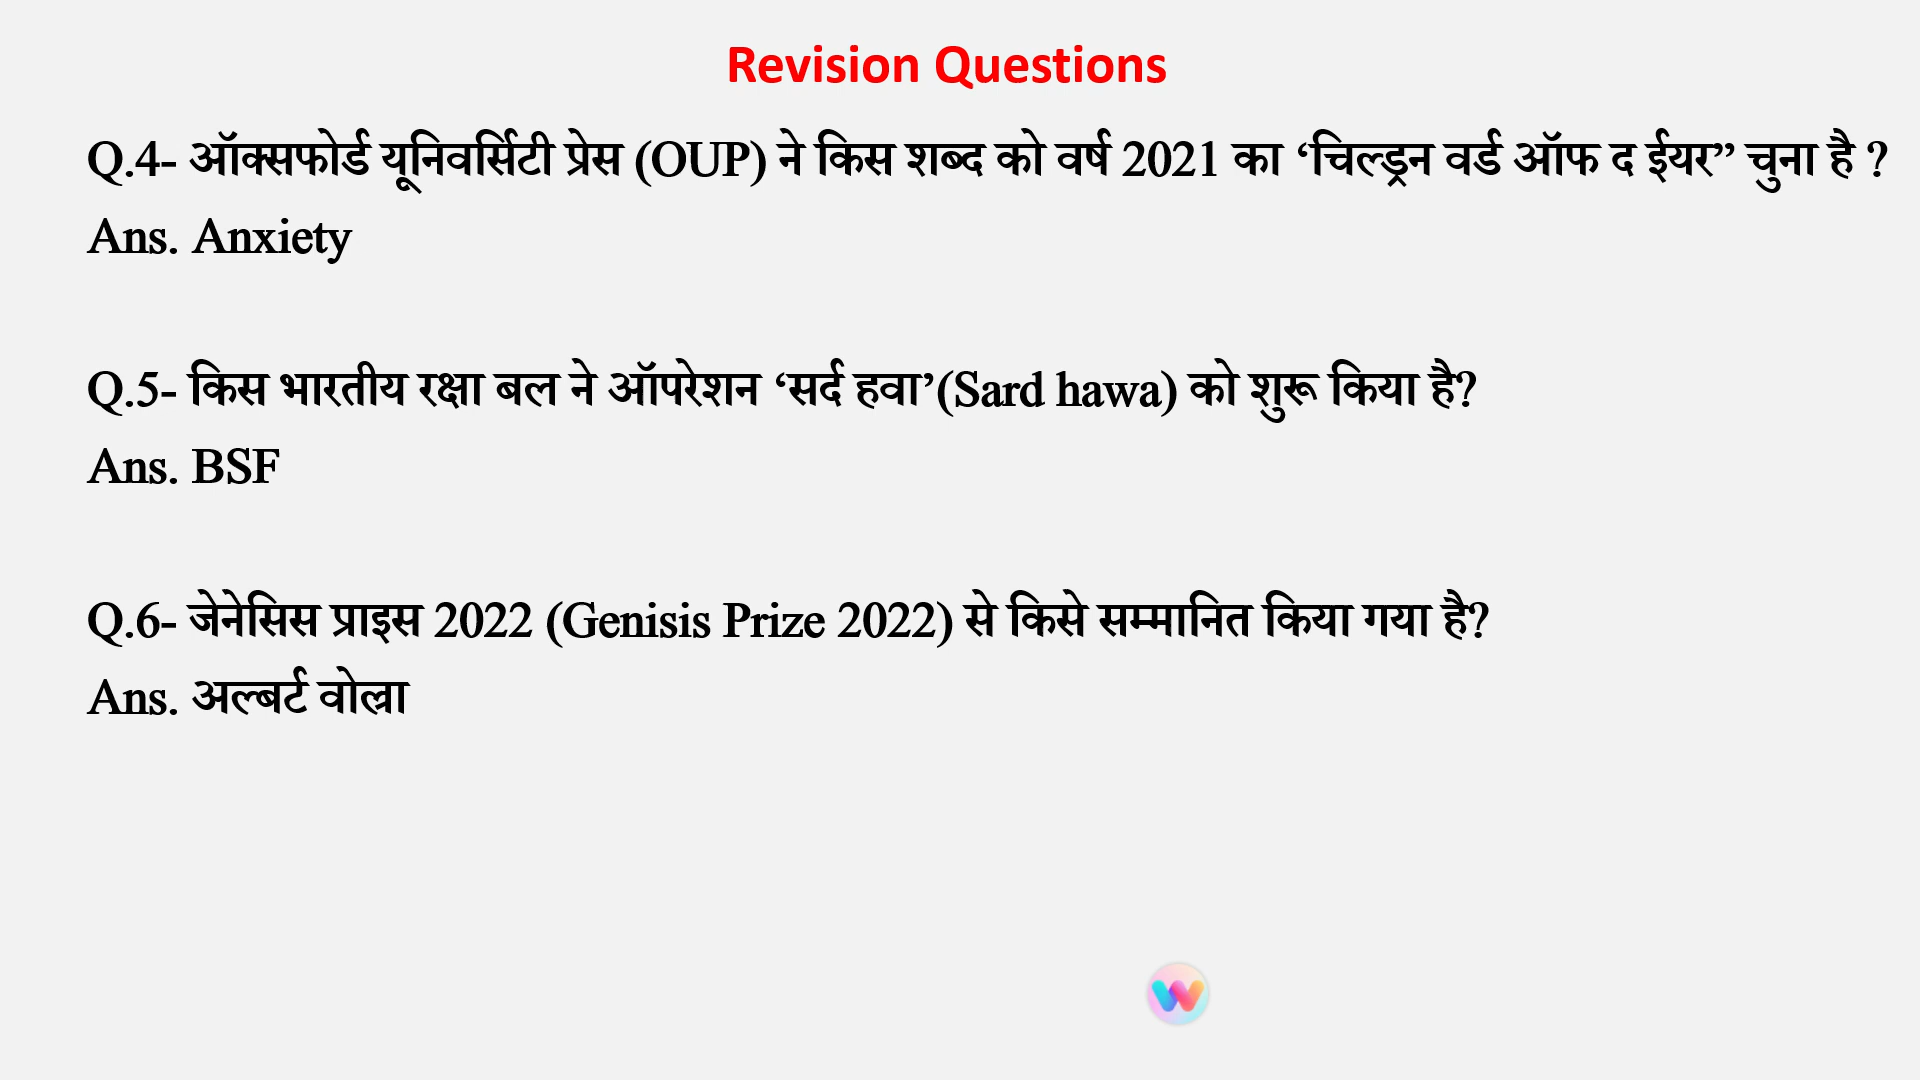 Revision Questions
Q.4- ऑक्सफोर्ड यूनिवर्सिटी प्रेस (OUP) ने किस शब्द को वर्ष 2021 का ‘चिल्ड्रन वर्ड ऑफ द ईयर” चुना है ?
Ans. Anxiety
Q.5- किस भारतीय रक्षा बल ने ऑपरेशन ‘सर्द हवा’(Sard hawa) को शुरू किया है?
Ans. BSF
Q.6- जेनेसिस प्राइस 2022 (Genisis Prize 2022) से किसे सम्मानित किया गया है?
Ans. अल्बर्ट वोल्रा